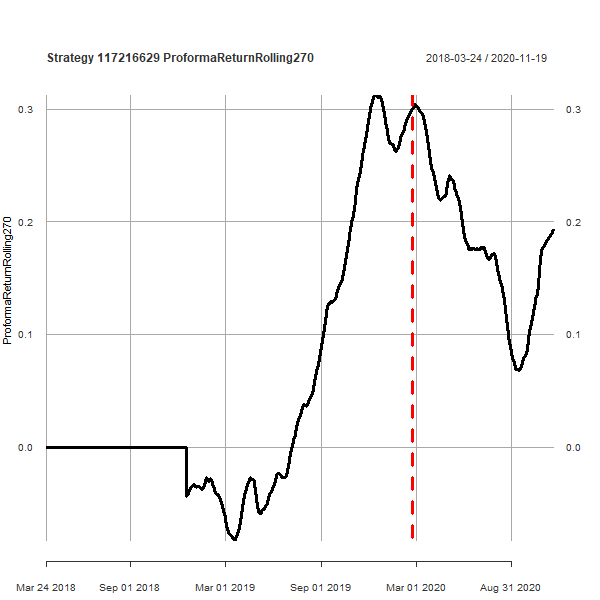 Strategy 117216629 ProformaReturnRolling270
2018-03-24 / 2020-11-19
0.3 0.3
0.2 0.2
0.1 0.1
0.0 0.0
ProformaReturnRolling270
Mar 24 2018 Sep 01 2018 Mar 01 2019 Sep 01 2019 Mar 01 2020 Aug 31 2020